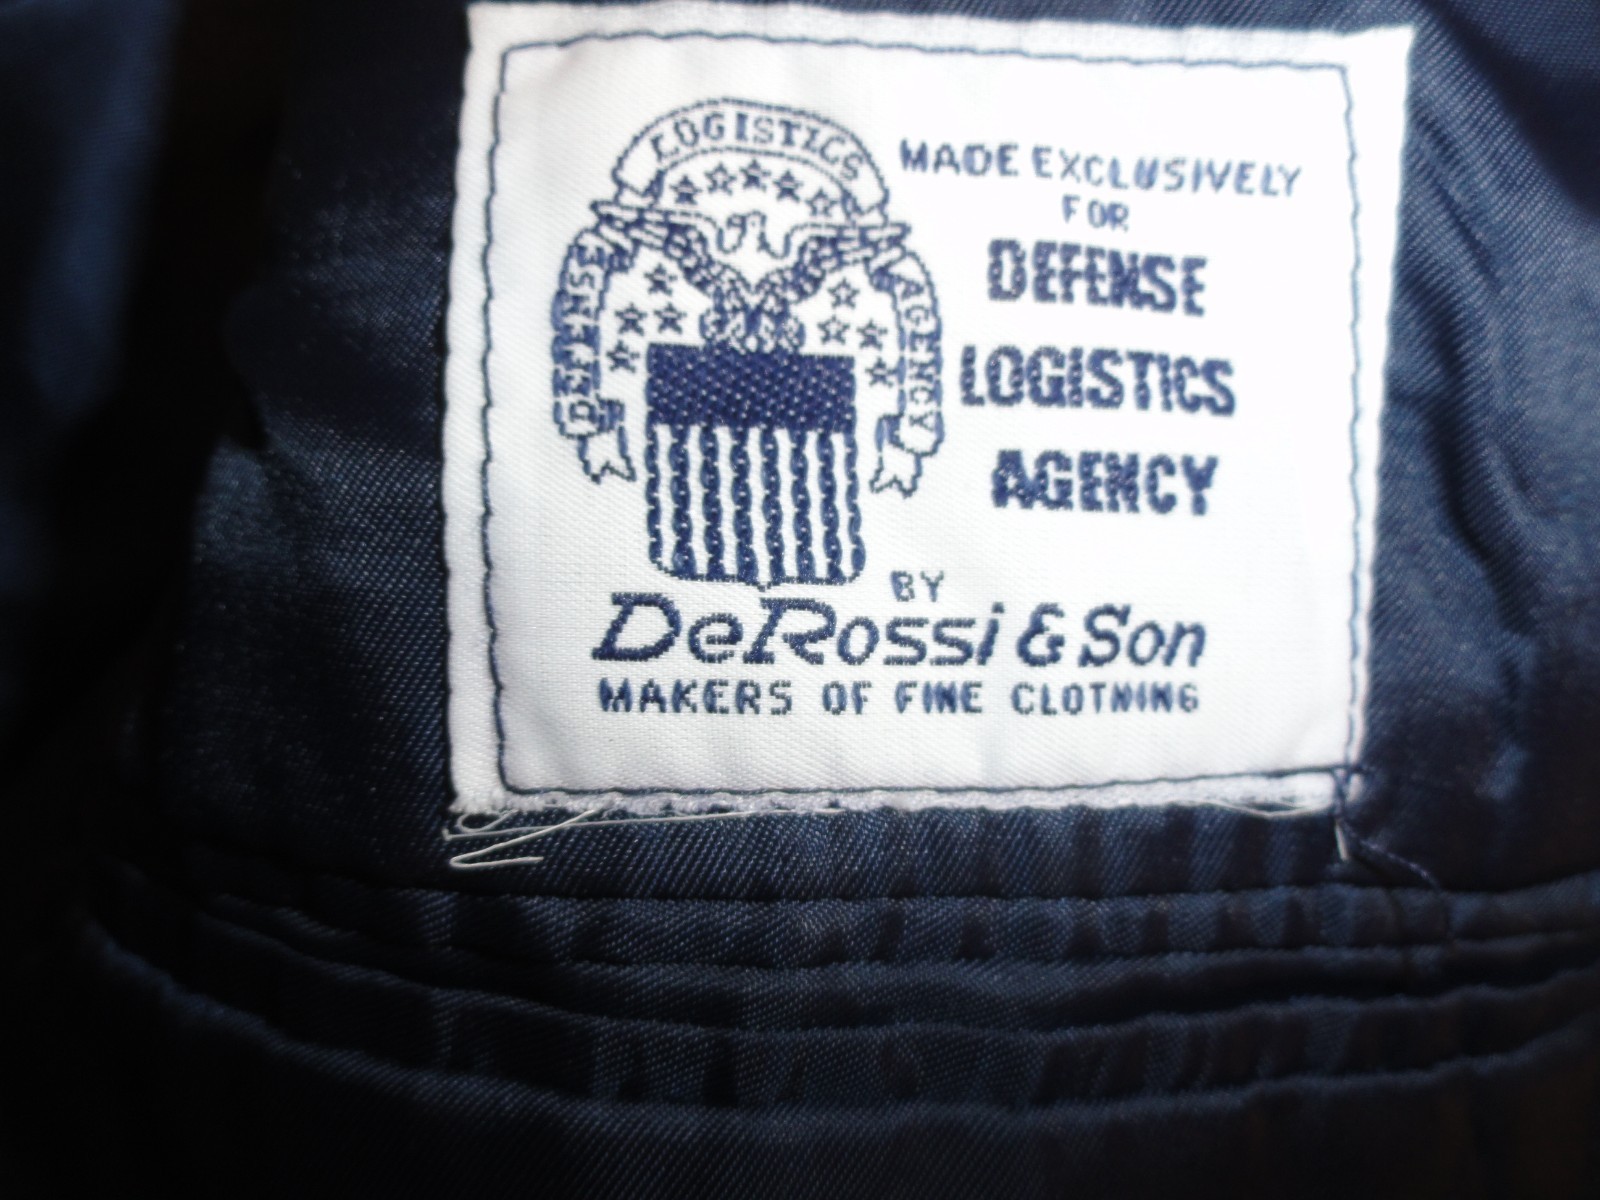 DEFENSE LOGISTICS AGENCY
MADE EXCLUSIVELY
FOR
DEFENSE
LOGISTICS
AGENCY
BY
DeRossi & Son
MAKERS OF FINE CLOTHING